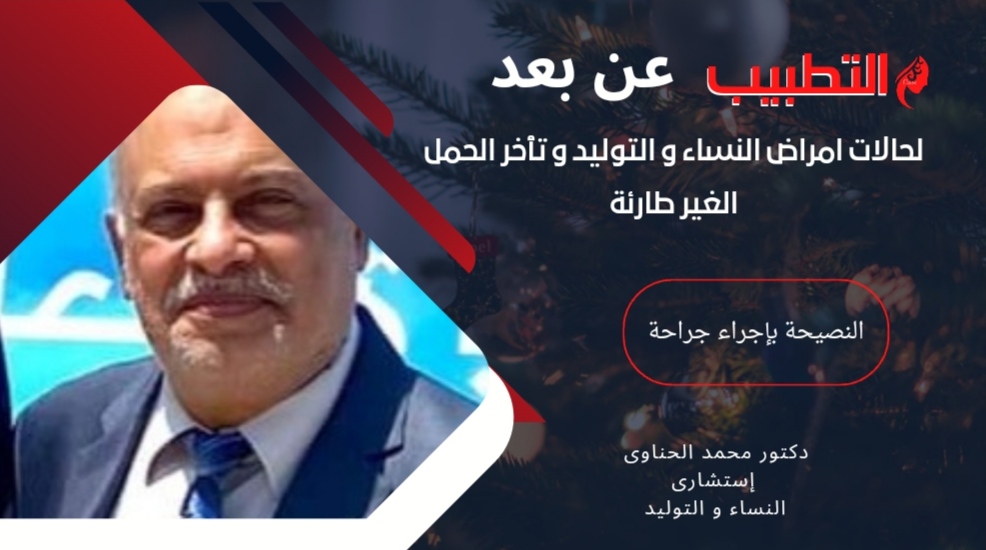 التطبيب عن بعد
لحالات امراض النساء و التوليد و تأخر الحمل
الغير طارئة
النصيحة بإجراء جراحة
دكتور محمد الحناوى
إستشارى
النساء و التوليد